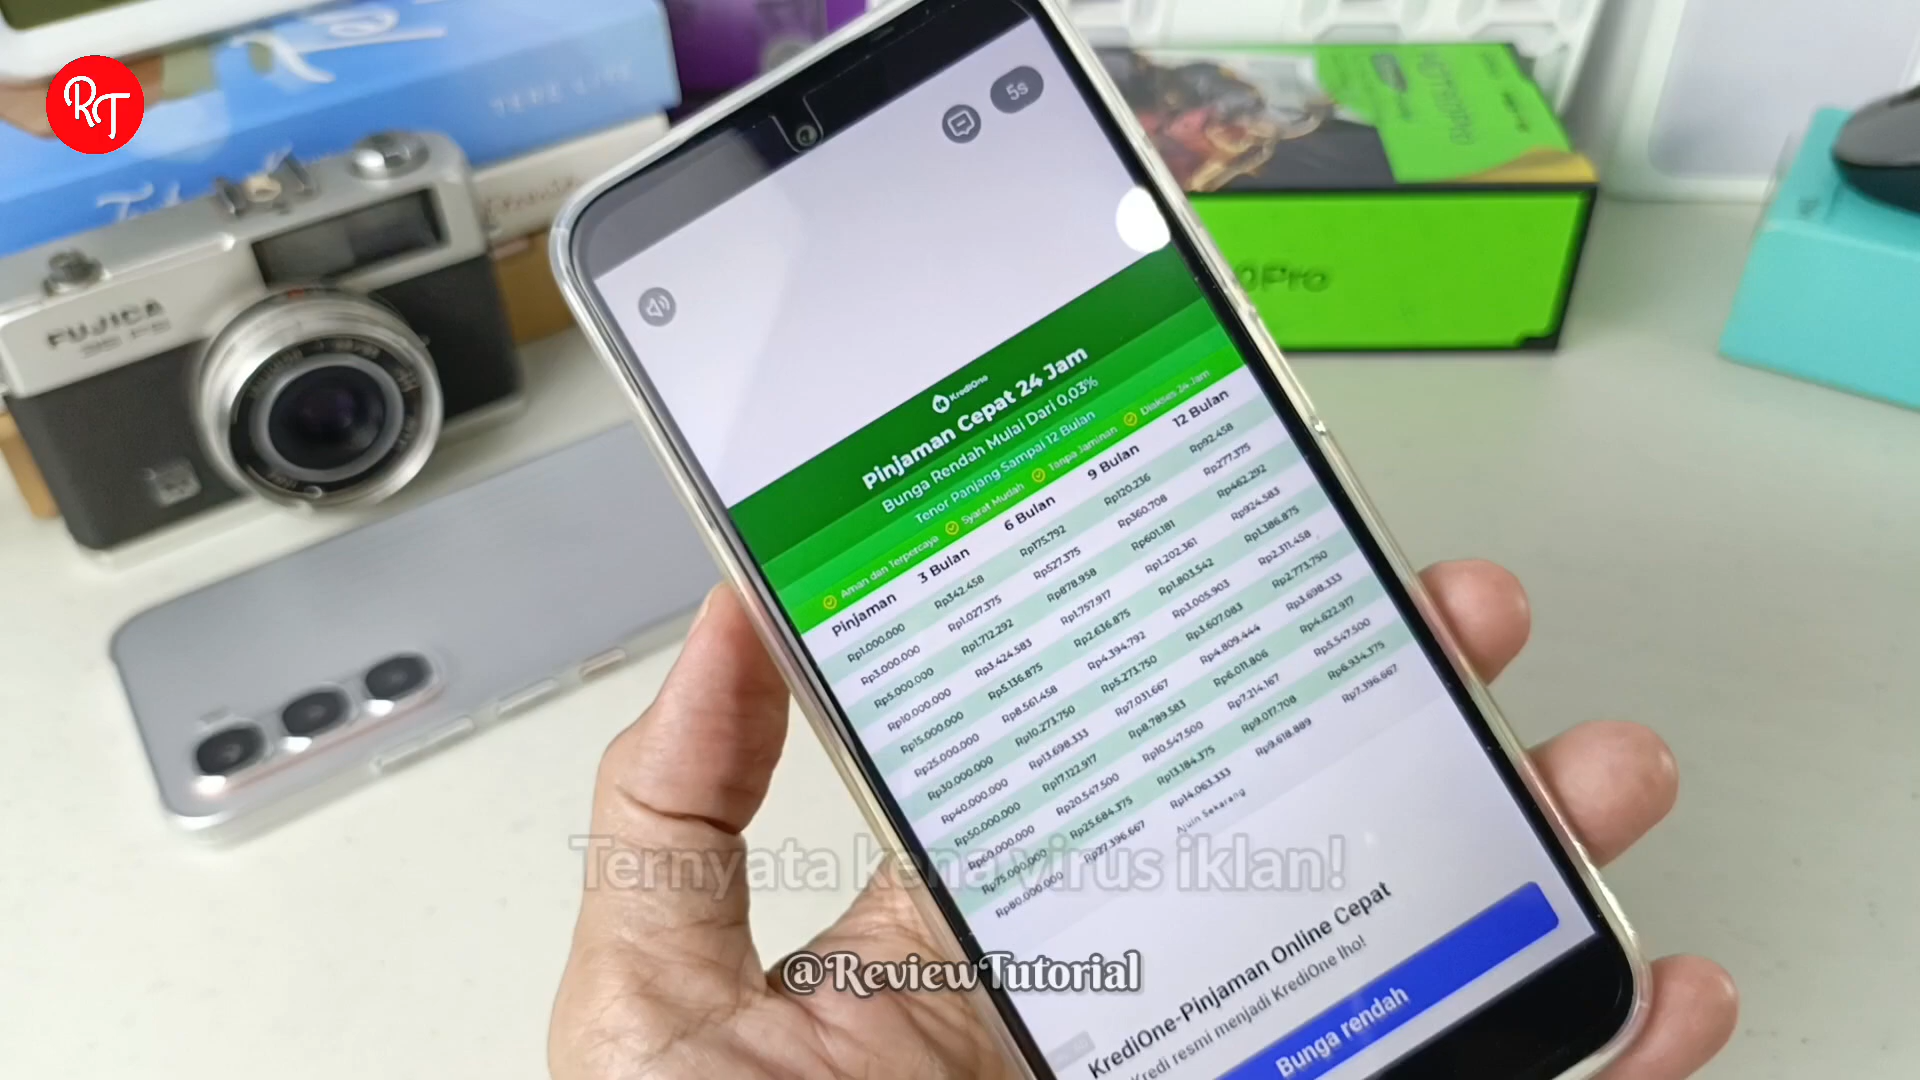 RT
TERE LIYE
FUJICA
0Pro
5s
KrediOne
Pinjaman Cepat 24 Jam
Bunga Rendah Mulai Dari 0,03%
Tenor Panjang Sampai 12 Bulan
Aman dan Terpercaya Syarat Mudah Tanpa Jaminan Diakses 24 Jam
Pinjaman 3 Bulan 6 Bulan 9 Bulan 12 Bulan
Rp1.000.000 Rp342.458 Rp175.792 Rp120.236 Rp92.458
Rp3.000.000 Rp1.027.375 Rp527.375 Rp360.708 Rp277.375
Rp5.000.000 Rp1.712.292 Rp878.958 Rp601.181 Rp462.292
Rp10.000.000 Rp3.424.583 Rp1.757.917 Rp1.202.361 Rp924.583
Rp15.000.000 Rp5.136.875 Rp2.636.875 Rp1.803.542 Rp1.386.875
Rp25.000.000 Rp8.561.458 Rp4.394.792 Rp3.005.903 Rp2.311.458
Rp30.000.000 Rp10.273.750 Rp5.273.750 Rp3.607.083 Rp2.773.750
Rp40.000.000 Rp13.698.333 Rp7.031.667 Rp4.809.444 Rp3.698.333
Rp50.000.000 Rp17.122.917 Rp8.789.583 Rp6.011.806 Rp4.622.917
Rp60.000.000 Rp20.547.500 Rp10.547.500 Rp7.214.167 Rp5.547.500
Rp75.000.000 Rp25.684.375 Rp13.184.375 Rp9.017.708 Rp6.934.375
Rp80.000.000 Rp27.396.667 Rp14.063.333 Rp9.618.889 Rp7.396.667
Ajuin Sekarang
Ternyata kena virus iklan!
@ReviewTutorial
KrediOne-Pinjaman Online Cepat
Kredi resmi menjadi KrediOne lho!
Bunga rendah